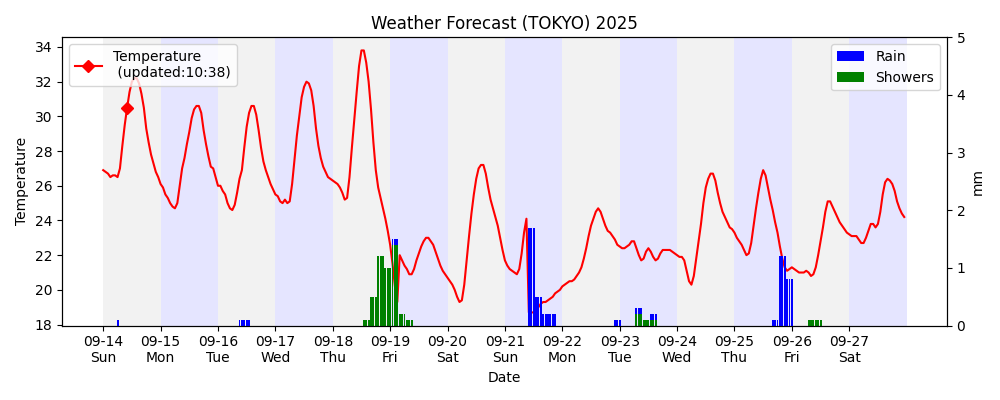 Weather Forecast (TOKYO) 2025
Temperature
(updated:10:38)
Rain
Showers
34
32
30
28
26
24
22
20
18
Temperature
5
4
3
2
1
0
mm
09-14 09-15 09-16 09-17 09-18 09-19 09-20 09-21 09-22 09-23 09-24 09-25 09-26 09-27
Sun Mon Tue Wed Thu Fri Sat Sun Mon Tue Wed Thu Fri Sat
Date